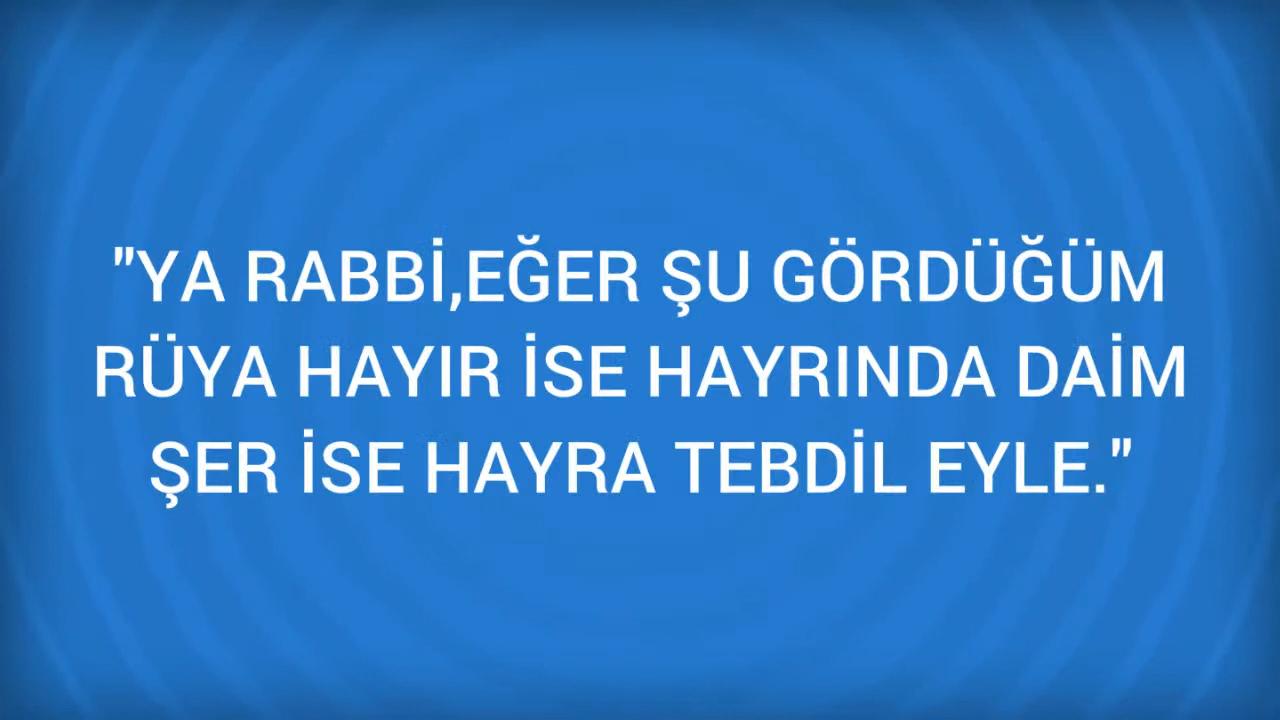 "YA RABBİ,EĞER ŞU GÖRDÜĞÜM
RÜYA HAYIR İSE HAYRINDA DAİM
ŞER İSE HAYRA TEBDİL EYLE."